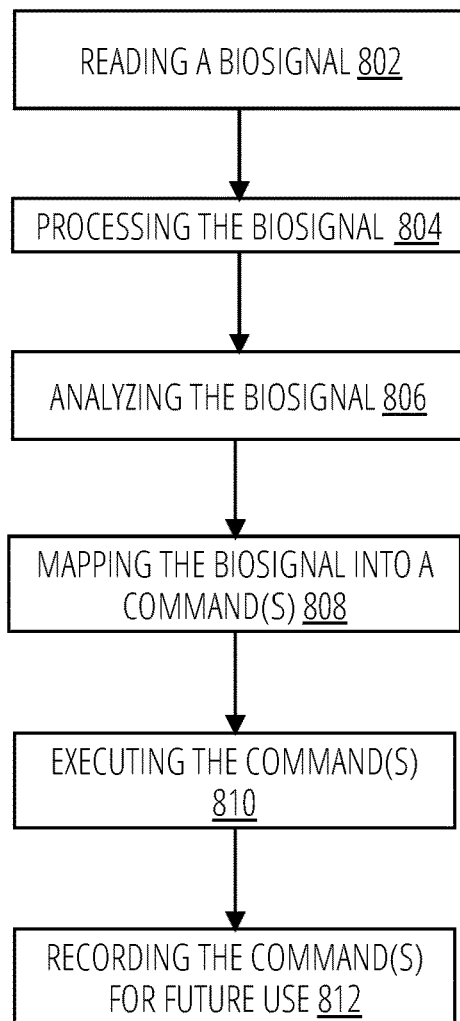 READING A BIOSIGNAL 802
PROCESSING THE BIOSIGNAL 804
ANALYZING THE BIOSIGNAL 806
MAPPING THE BIOSIGNAL INTO A
COMMAND(S) 808
EXECUTING THE COMMAND(S)
810
RECORDING THE COMMAND(S)
FOR FUTURE USE 812